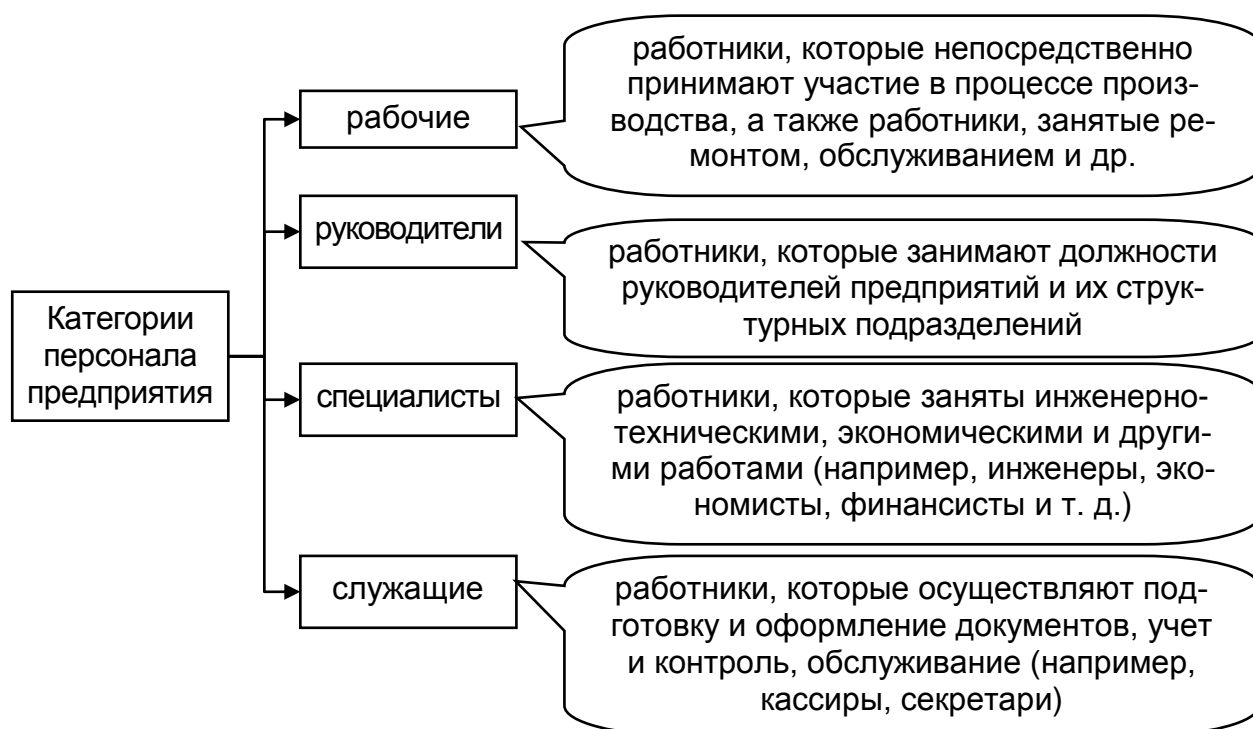 Категории
персонала
предприятия
рабочие
работники, которые непосредственно
принимают участие в процессе произ-
водства, а также работники, занятые ре-
монтом, обслуживанием и др.
руководители
работники, которые занимают должности
руководителей предприятий и их струк-
турных подразделений
специалисты
работники, которые заняты инженерно-
техническими, экономическими и други-
ми работами (например, инженеры, эко-
номисты, финансисты и т. д.)
служащие
работники, которые осуществляют под-
готовку и оформление документов, учет
и контроль, обслуживание (например,
кассиры, секретари)